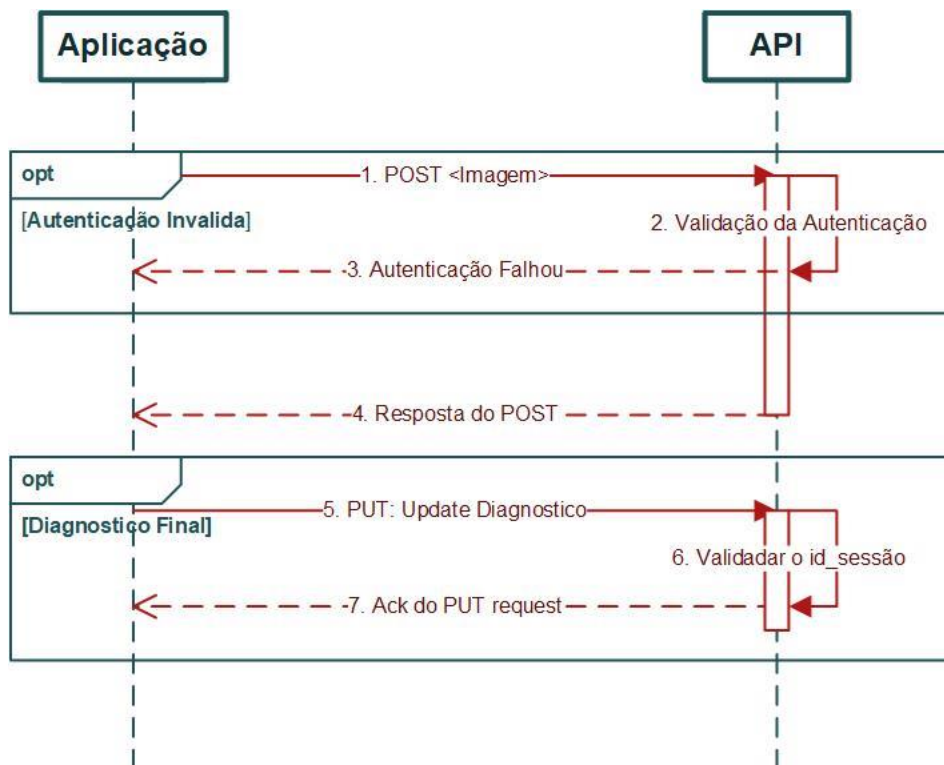 Aplicação
API
opt
1. POST <Imagem>
[Autenticação Invalida]
2. Validação da Autenticação
3. Autenticação Falhou
4. Resposta do POST
opt
5. PUT: Update Diagnostico
[Diagnostico Final]
6. Validadar o id_sessão
7. Ack do PUT request